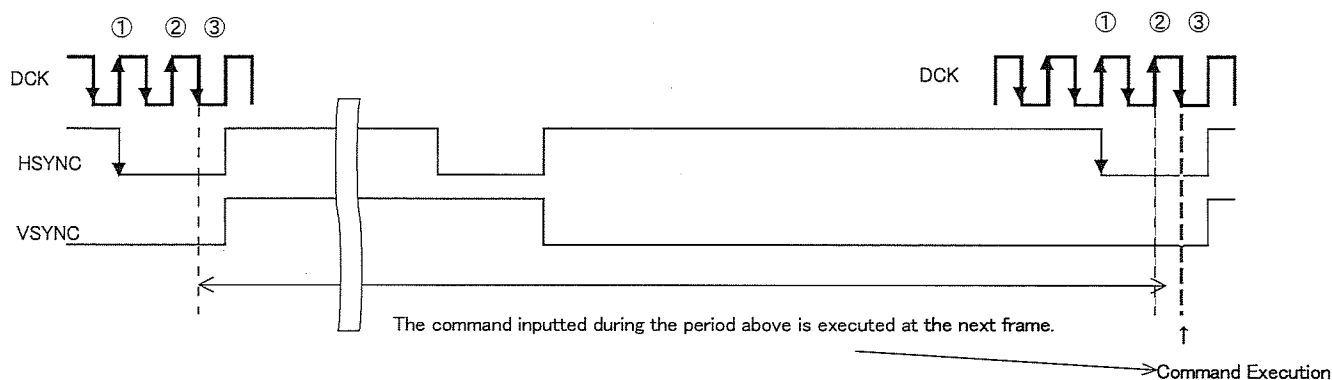 ① ② ③
① ② ③
DCK
DCK
HSYNC
VSYNC
The command inputted during the period above is executed at the next frame.
Command Execution